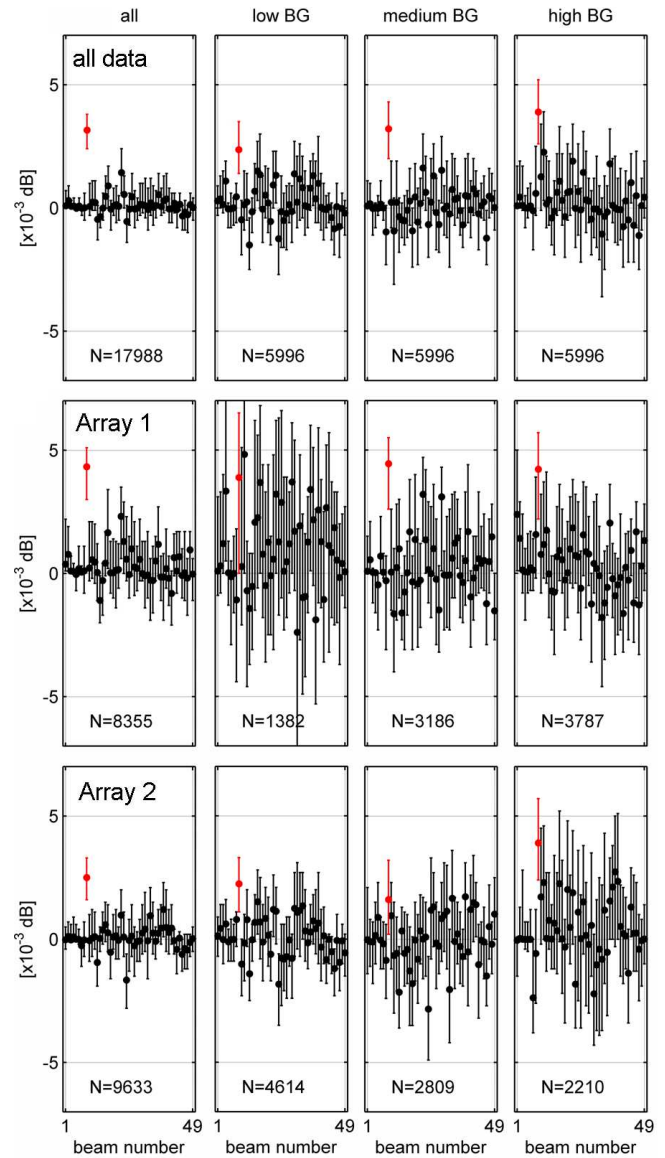 all low BG medium BG high BG
all data
5
0
-5
[x10⁻³ dB]
N=17988 N=5996 N=5996 N=5996
Array 1
5
0
-5
[x10⁻³ dB]
N=8355 N=1382 N=3186 N=3787
Array 2
5
0
-5
[x10⁻³ dB]
N=9633 N=4614 N=2809 N=2210
1 49 1 49 1 49 1 49
beam number beam number beam number beam number